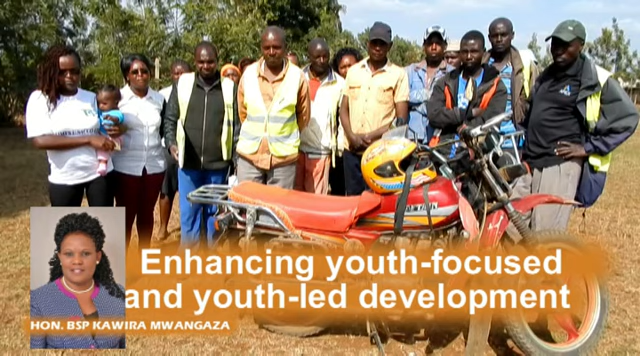 Enhancing youth-focused
and youth-led development
HON. BSP KAWIRA MWANGAZA